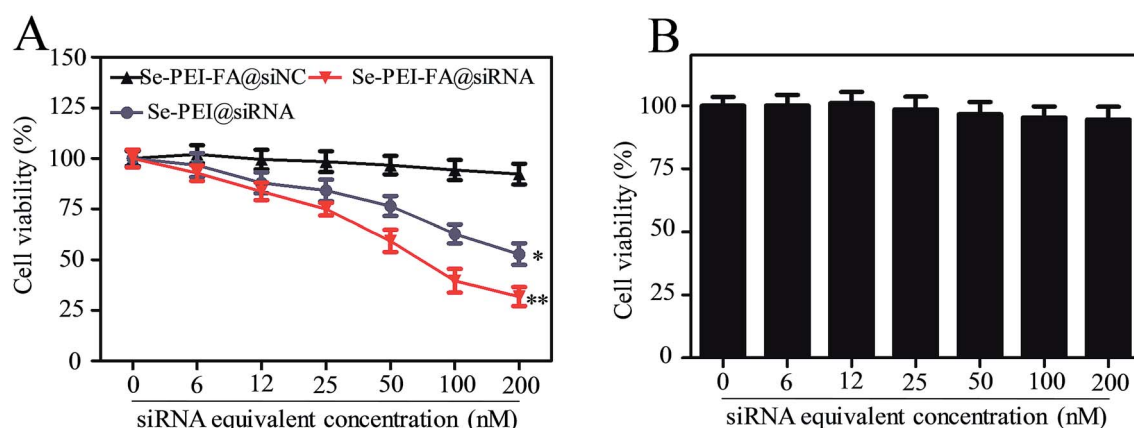 A
Cell viability (%)
150
125
100
75
50
25
0
Se-PEI-FA@siNC
Se-PEI-FA@siRNA
Se-PEI@siRNA
*
**
0 6 12 25 50 100 200
siRNA equivalent concentration (nM)
B
Cell viability (%)
100
75
50
25
0
0 6 12 25 50 100 200
siRNA equivalent concentration (nM)